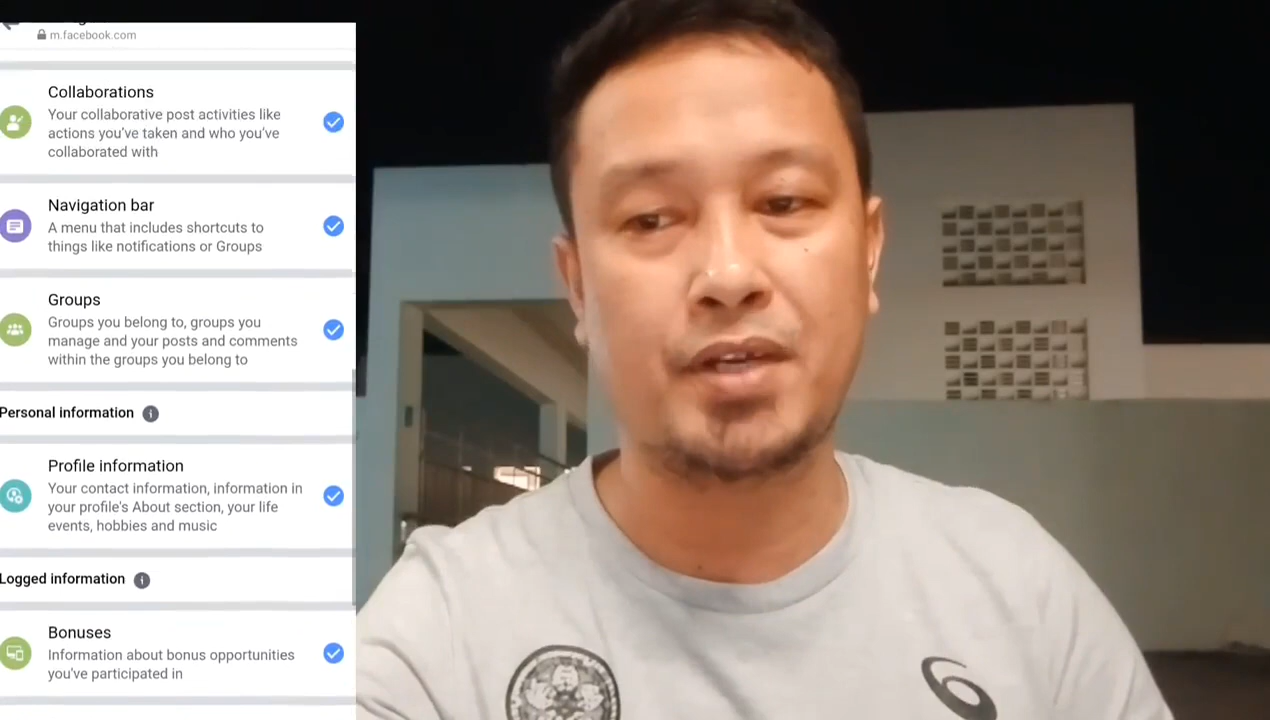 m.facebook.com
Collaborations
Your collaborative post activities like
actions you've taken and who you've
collaborated with
Navigation bar
A menu that includes shortcuts to
things like notifications or Groups
Groups
Groups you belong to, groups you
manage and your posts and comments
within the groups you belong to
Personal information
Profile information
Your contact information, information in
your profile's About section, your life
events, hobbies and music
Logged information
Bonuses
Information about bonus opportunities
you've participated in